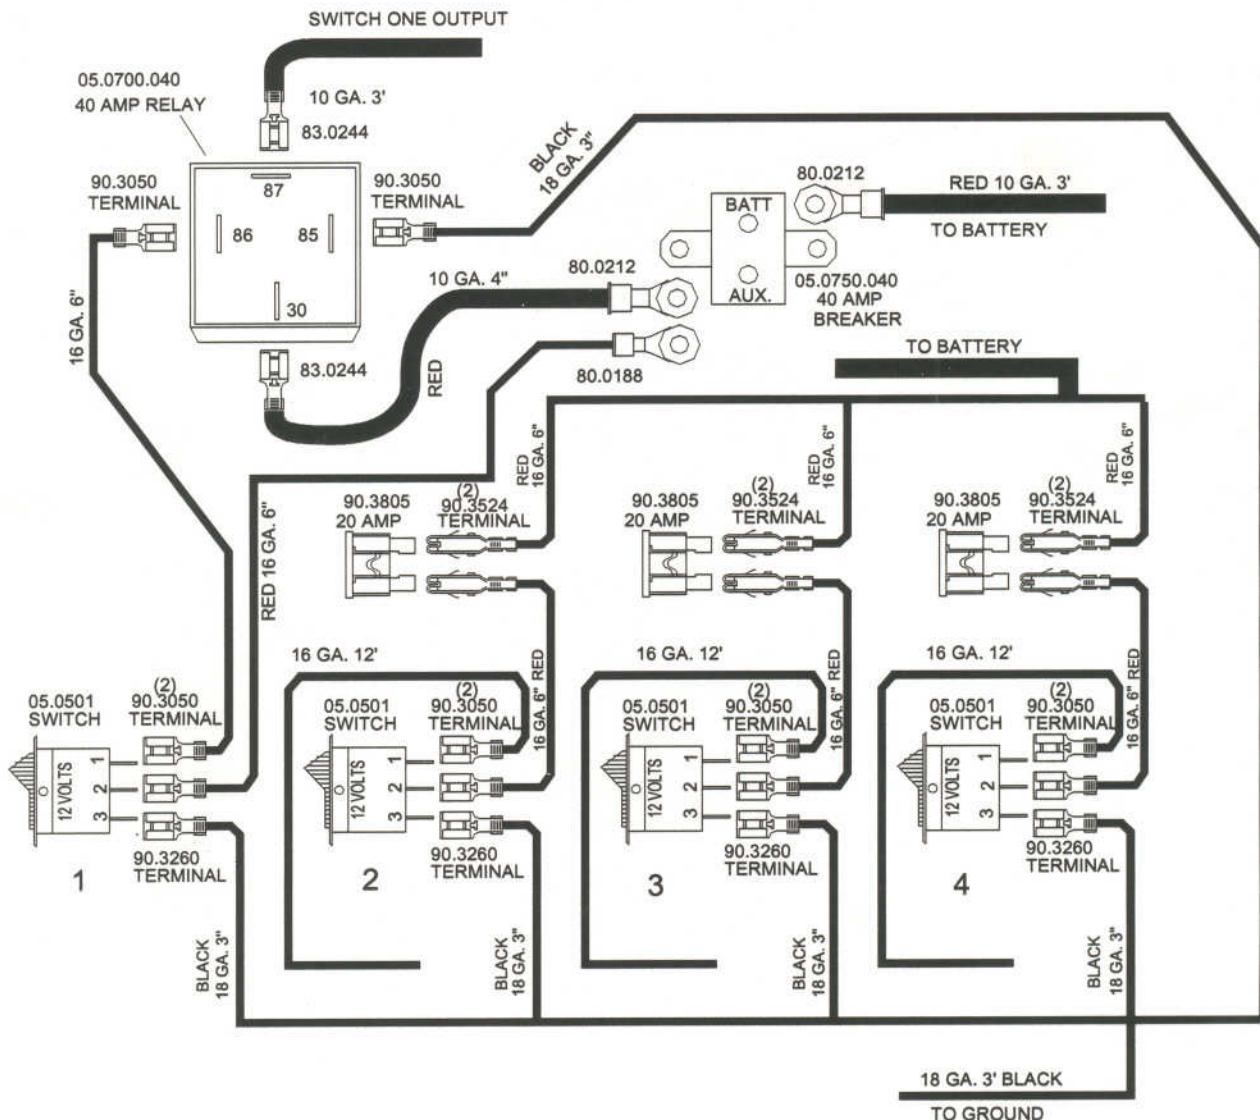 SWITCH ONE OUTPUT
05.0700.040
40 AMP RELAY
10 GA. 3'
83.0244
90.3050
TERMINAL
87
86
85
30
90.3050
TERMINAL
BLACK
18 GA. 3"
80.0212
RED 10 GA. 3'
TO BATTERY
BATT
AUX.
05.0750.040
40 AMP
BREAKER
80.0212
10 GA. 4"
RED
83.0244
80.0188
16 GA. 6"
TO BATTERY
RED 16 GA. 6"
RED
16 GA. 6"
RED
16 GA. 6"
RED
16 GA. 6"
90.3805
20 AMP
(2)
90.3524
TERMINAL
90.3805
20 AMP
(2)
90.3524
TERMINAL
90.3805
20 AMP
(2)
90.3524
TERMINAL
16 GA. 12'
16 GA. 6" RED
16 GA. 12'
16 GA. 6" RED
16 GA. 12'
16 GA. 6" RED
05.0501
SWITCH
(2)
90.3050
TERMINAL
12 VOLTS
1
2
3
90.3260
TERMINAL
1
BLACK
18 GA. 3"
05.0501
SWITCH
(2)
90.3050
TERMINAL
12 VOLTS
1
2
3
90.3260
TERMINAL
2
BLACK
18 GA. 3"
05.0501
SWITCH
(2)
90.3050
TERMINAL
12 VOLTS
1
2
3
90.3260
TERMINAL
3
BLACK
18 GA. 3"
05.0501
SWITCH
(2)
90.3050
TERMINAL
12 VOLTS
1
2
3
90.3260
TERMINAL
4
BLACK
18 GA. 3"
18 GA. 3' BLACK
TO GROUND